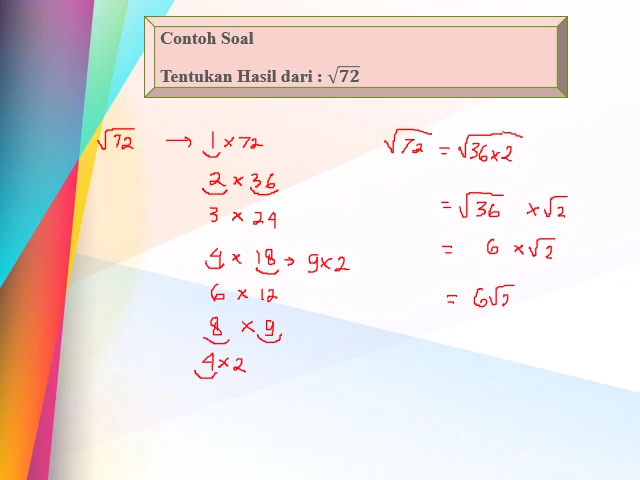 Contoh Soal
Tentukan Hasil dari : √72
√72 → 1 × 72
2 × 36
3 × 24
4 × 18 → 9×2
6 × 12
8 × 9
4×2
√72 = √36×2
= √36 × √2
= 6 × √2
= 6√2